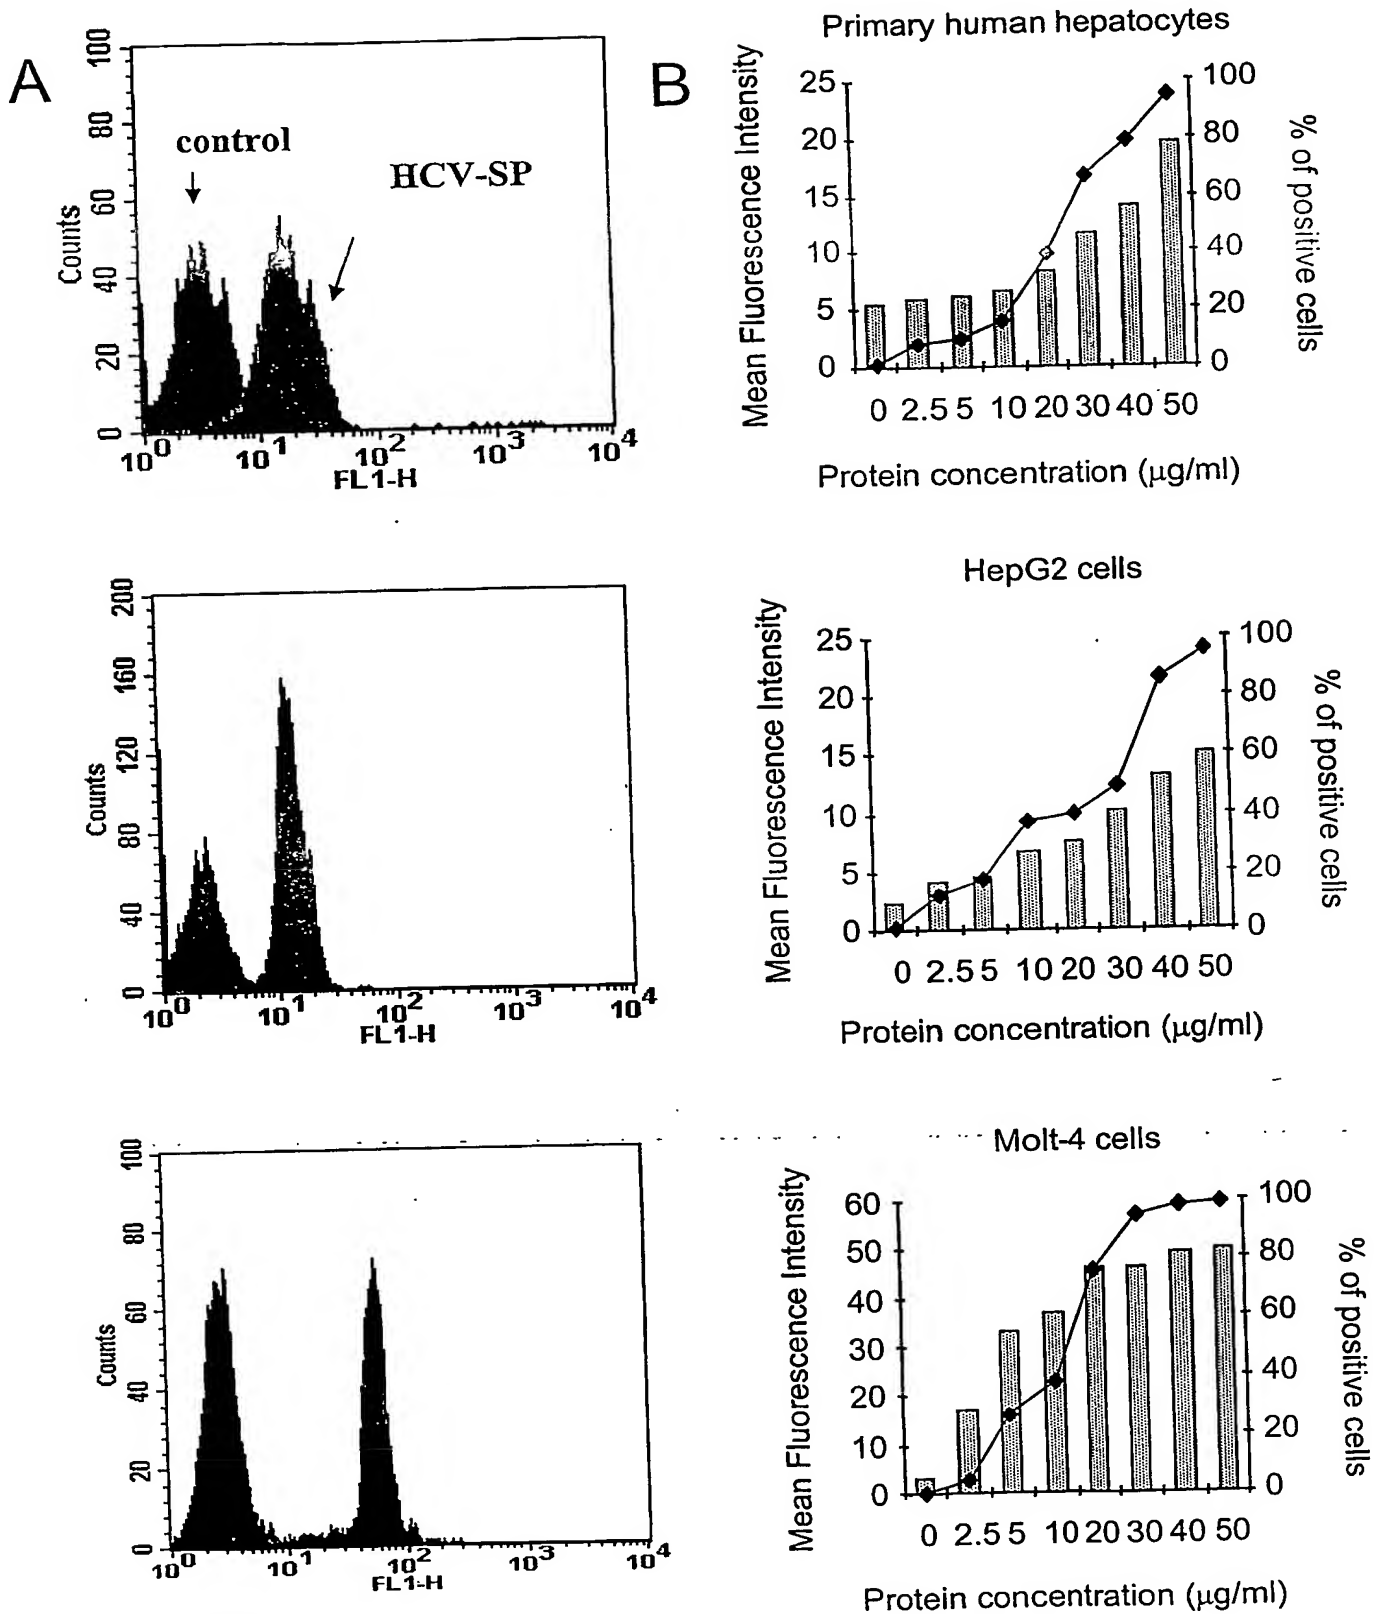 A
100
80
60
40
20
0
Counts
control
HCV-SP
10^0 10^1 10^2 10^3 10^4
FL1-H
B
Primary human hepatocytes
Mean Fluorescence Intensity
25
20
15
10
5
0
100
80
60
40
20
0
% of positive cells
0 2.5 5 10 20 30 40 50
Protein concentration (μg/ml)
200
160
120
80
40
0
Counts
10^0 10^1 10^2 10^3 10^4
FL1-H
HepG2 cells
Mean Fluorescence Intensity
25
20
15
10
5
0
100
80
60
40
20
0
% of positive cells
0 2.5 5 10 20 30 40 50
Protein concentration (μg/ml)
100
80
60
40
20
0
Counts
10^0 10^1 10^2 10^3 10^4
FL1-H
Molt-4 cells
Mean Fluorescence Intensity
60
50
40
30
20
10
0
100
80
60
40
20
0
% of positive cells
0 2.5 5 10 20 30 40 50
Protein concentration (μg/ml)